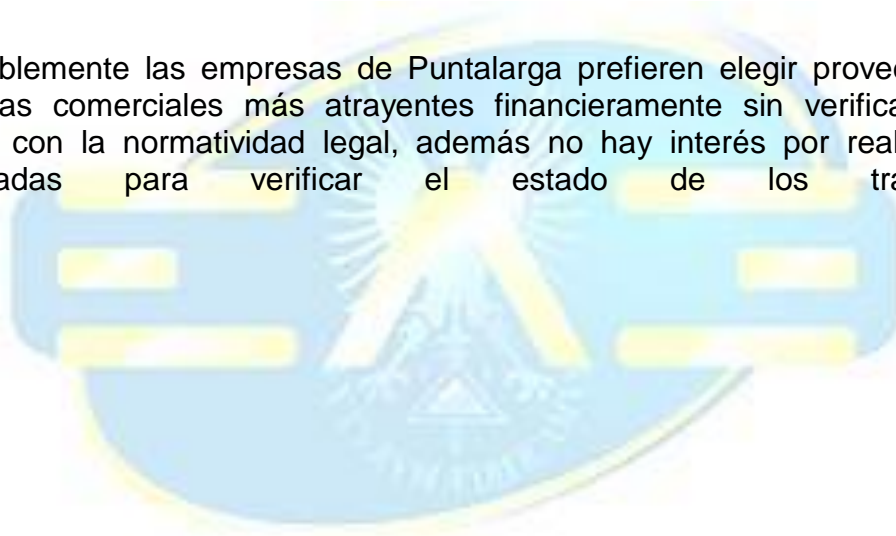 blemente las empresas de Puntalarga prefieren elegir provee
as comerciales más atrayentes financieramente sin verifica
con la normatividad legal, además no hay interés por real
adas para verificar el estado de los tra